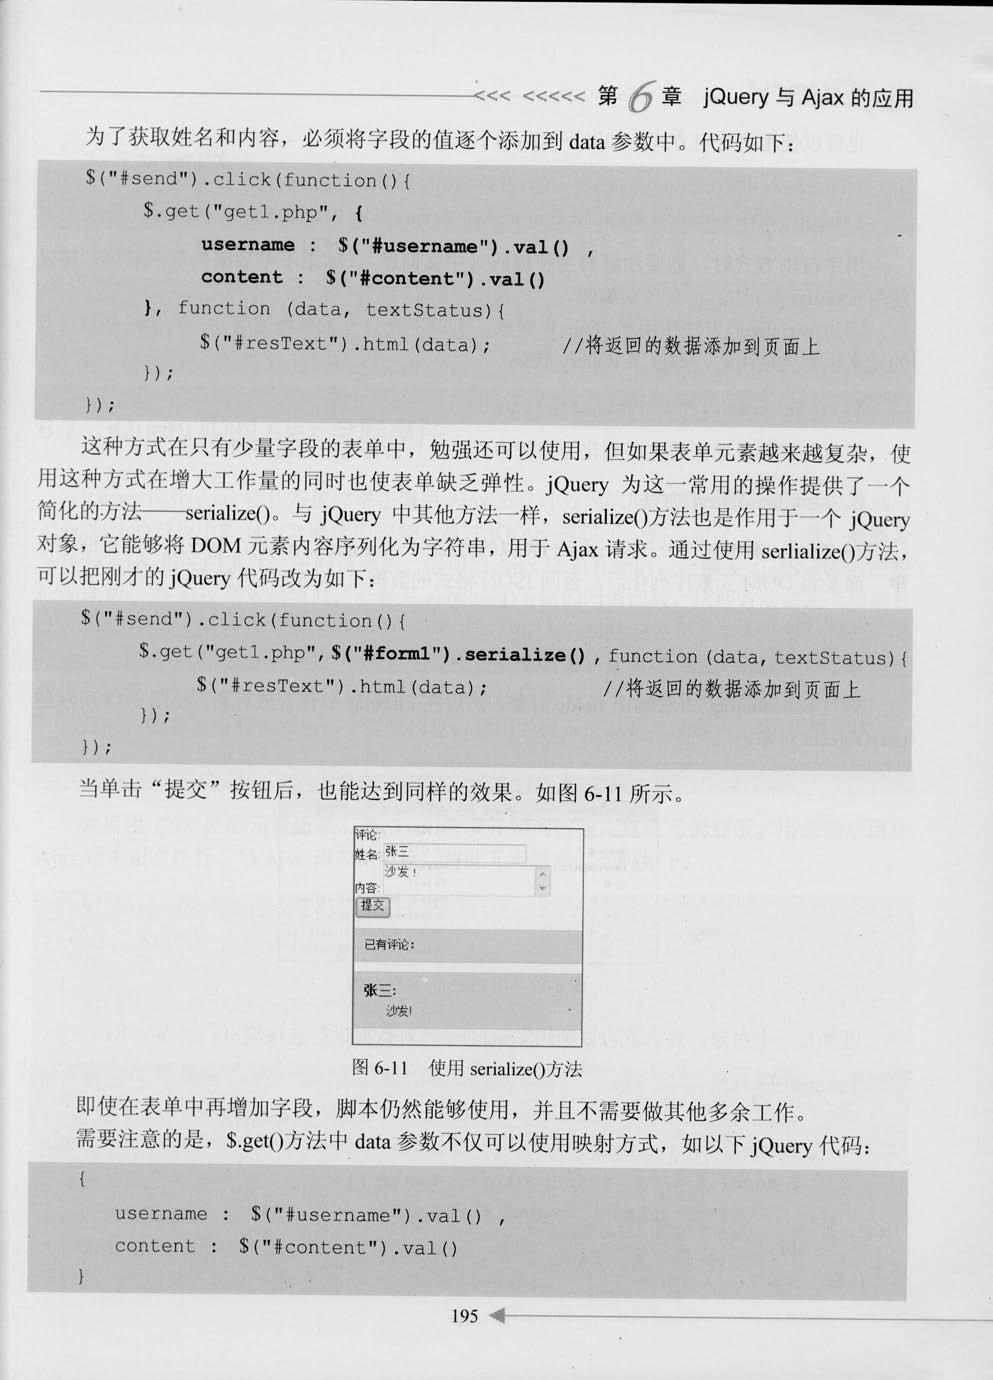 <<< <<<<< 第6章 jQuery 与 Ajax 的应用
为了获取姓名和内容，必须将字段的值逐个添加到 data 参数中。代码如下：
$("#send").click(function(){
$.get("get1.php", {
username : $("#username").val() ,
content : $("#content").val()
}, function (data, textStatus){
$("#resText").html(data); //将返回的数据添加到页面上
});
});
这种方式在只有少量字段的表单中，勉强还可以使用，但如果表单元素越来越复杂，使
用这种方式在增大工作量的同时也使表单缺乏弹性。jQuery 为这一常用的操作提供了一个
简化的方法——serialize()。与 jQuery 中其他方法一样，serialize()方法也是作用于一个 jQuery
对象，它能够将 DOM 元素内容序列化为字符串，用于 Ajax 请求。通过使用 serlialize()方法，
可以把刚才的 jQuery 代码改为如下：
$("#send").click(function(){
$.get("get1.php",$("#form1").serialize(),function(data,textStatus){
$("#resText").html(data); //将返回的数据添加到页面上
});
});
当单击“提交”按钮后，也能达到同样的效果。如图 6-11 所示。
评论:
姓名: 张三
沙发！
内容:
提交
已有评论：
张三:
沙发!
图 6-11 使用 serialize()方法
即使在表单中再增加字段，脚本仍然能够使用，并且不需要做其他多余工作。
需要注意的是，$.get()方法中 data 参数不仅可以使用映射方式，如以下 jQuery 代码：
{
username : $("#username").val() ,
content : $("#content").val()
}
195